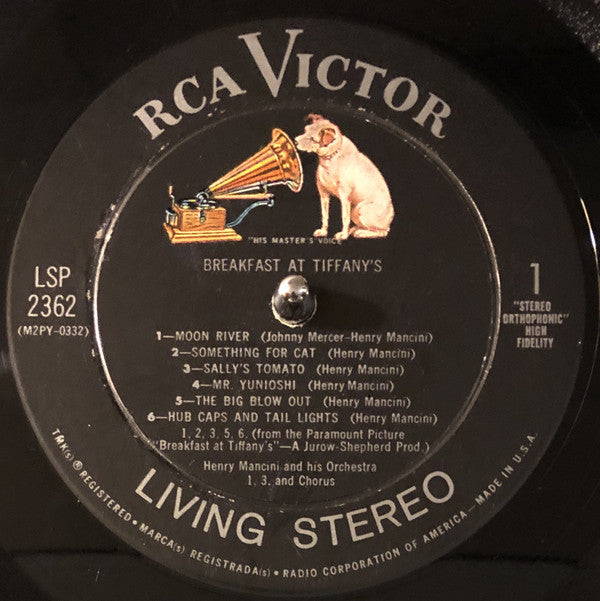 RCA VICTOR
"HIS MASTER'S VOICE"
BREAKFAST AT TIFFANY'S
LSP
2362
(M2PY-0332)
1
"STEREO
ORTHOPHONIC"
HIGH
FIDELITY
1—MOON RIVER (Johnny Mercer-Henry Mancini)
2—SOMETHING FOR CAT (Henry Mancini)
3—SALLY'S TOMATO (Henry Mancini)
4—MR. YUNIOSHI (Henry Mancini)
5—THE BIG BLOW OUT (Henry Mancini)
6—HUB CAPS AND TAIL LIGHTS (Henry Mancini)
1, 2, 3, 5, 6. (from the Paramount Picture
"Breakfast at Tiffany's"—A Jurow-Shepherd Prod.)
Henry Mancini and his Orchestra
1, 3, and Chorus
LIVING STEREO
TMK(s) ® REGISTERED • MARCA(s) REGISTRADA(s) • RADIO CORPORATION OF AMERICA—MADE IN U.S.A.